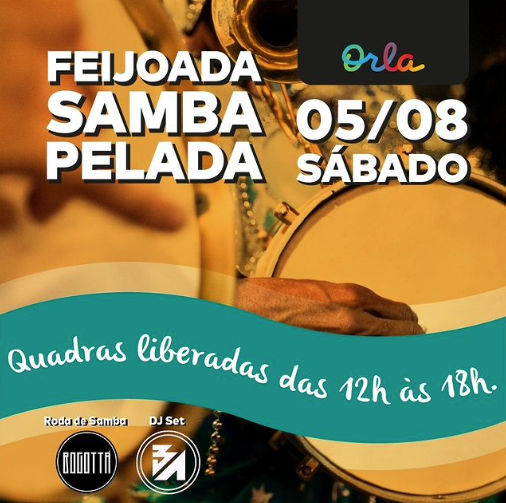 Orla
FEIJOADA
SAMBA
PELADA
05/08
SÁBADO
Quadras liberadas das 12h às 18h.
Roda de Samba
BOGOTTÁ
DJ Set
3A